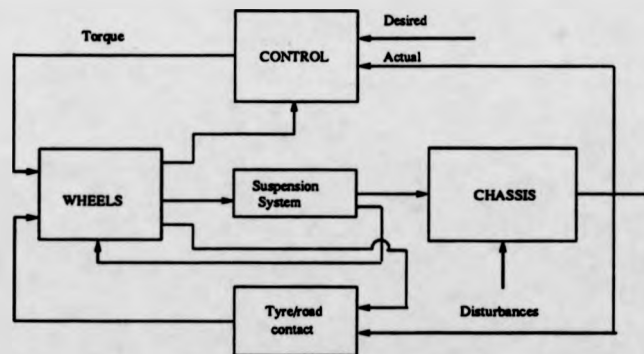 Desired
Torque
CONTROL
Actual
WHEELS
Suspension
System
CHASSIS
Tyre/road
contact
Disturbances